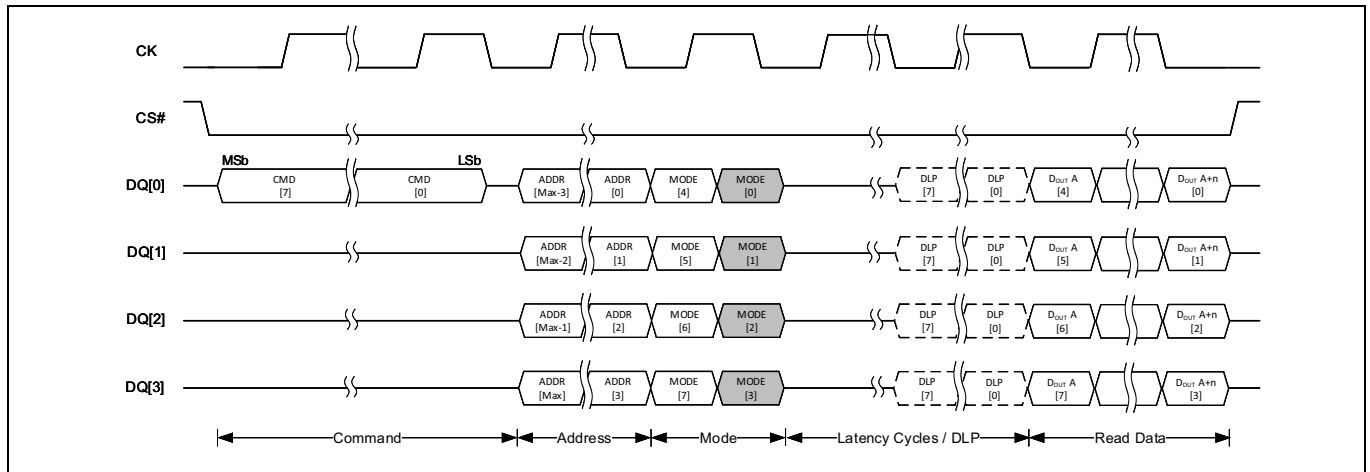 CK
CS#
MSb LSb
DQ[0] CMD [7] CMD [0] ADDR [Max-3] ADDR [0] MODE [4] MODE [0] DLP [7] DLP [0] DOUT A [4] DOUT A+n [0]
DQ[1] ADDR [Max-2] ADDR [1] MODE [5] MODE [1] DLP [7] DLP [0] DOUT A [5] DOUT A+n [1]
DQ[2] ADDR [Max-1] ADDR [2] MODE [6] MODE [2] DLP [7] DLP [0] DOUT A [6] DOUT A+n [2]
DQ[3] ADDR [Max] ADDR [3] MODE [7] MODE [3] DLP [7] DLP [0] DOUT A [7] DOUT A+n [3]
Command Address Mode Latency Cycles / DLP Read Data